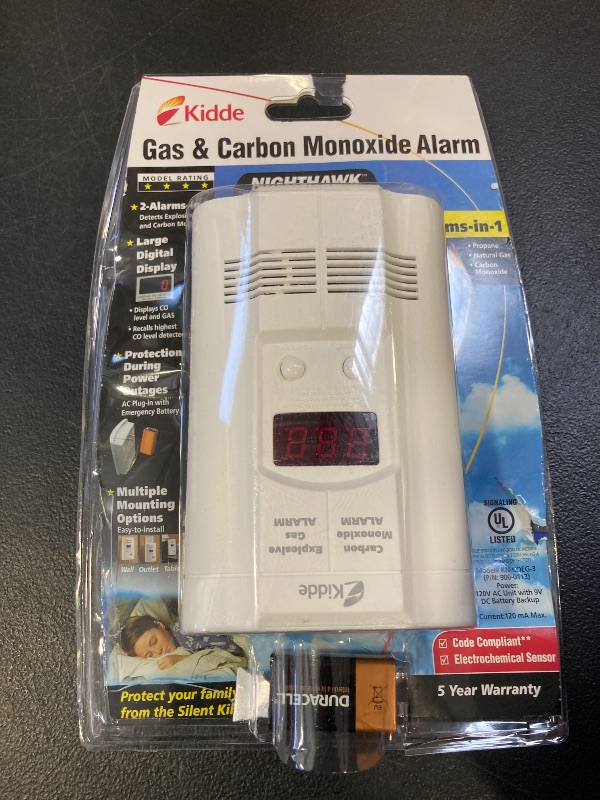 Kidde
Gas & Carbon Monoxide Alarm
MODEL RATING
NIGHTHAWK
2-Alarms
Detects Explos
and Carbon Mo
ms-in-1
• Propane
• Natural Gas
• Carbon
Monoxide
Large
Digital
Display
• Displays CO
level and GAS
• Recalls highest
CO level detecte
Protection
During
Power
Outages
AC Plug-in with
Emergency Battery
888
Multiple
Mounting
Options
Easy-to-Install
Wall Outlet Table
Explosive
Gas
ALARM
Carbon
Monoxide
ALARM
Kidde
SIGNALING
UL
LISTED
(P/N: 900-0113)
Power:
120V AC Unit with 9V
DC Battery Backup
Current:120 mA Max.
Code Compliant**
Electrochemical Sensor
5 Year Warranty
Protect your family
from the Silent Kil
DURACELL